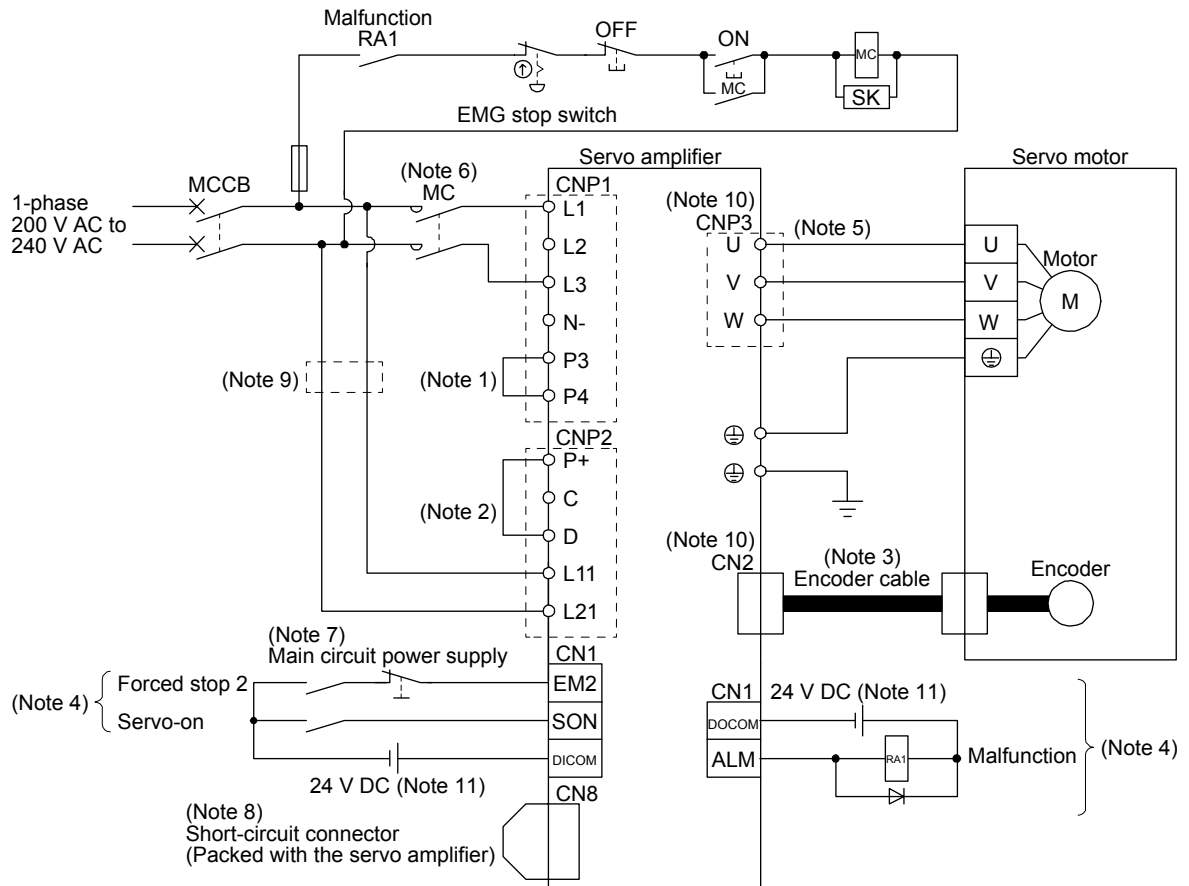 Malfunction
RA1
OFF
ON
MC
MC
SK
EMG stop switch
Servo amplifier
Servo motor
1-phase
200 V AC to
240 V AC
MCCB
(Note 6)
MC
CNP1
L1
L2
L3
N-
P3
P4
(Note 9)
(Note 1)
(Note 10)
CNP3
U
V
W
(Note 5)
U
V
W
Motor
M
CNP2
P+
C
D
L11
L21
(Note 2)
(Note 10)
CN2
(Note 3)
Encoder cable
Encoder
(Note 7)
Main circuit power supply
(Note 4)
Forced stop 2
Servo-on
CN1
EM2
SON
DICOM
24 V DC (Note 11)
CN1
24 V DC (Note 11)
DOCOM
ALM
RA1
Malfunction
(Note 4)
CN8
(Note 8)
Short-circuit connector
(Packed with the servo amplifier)